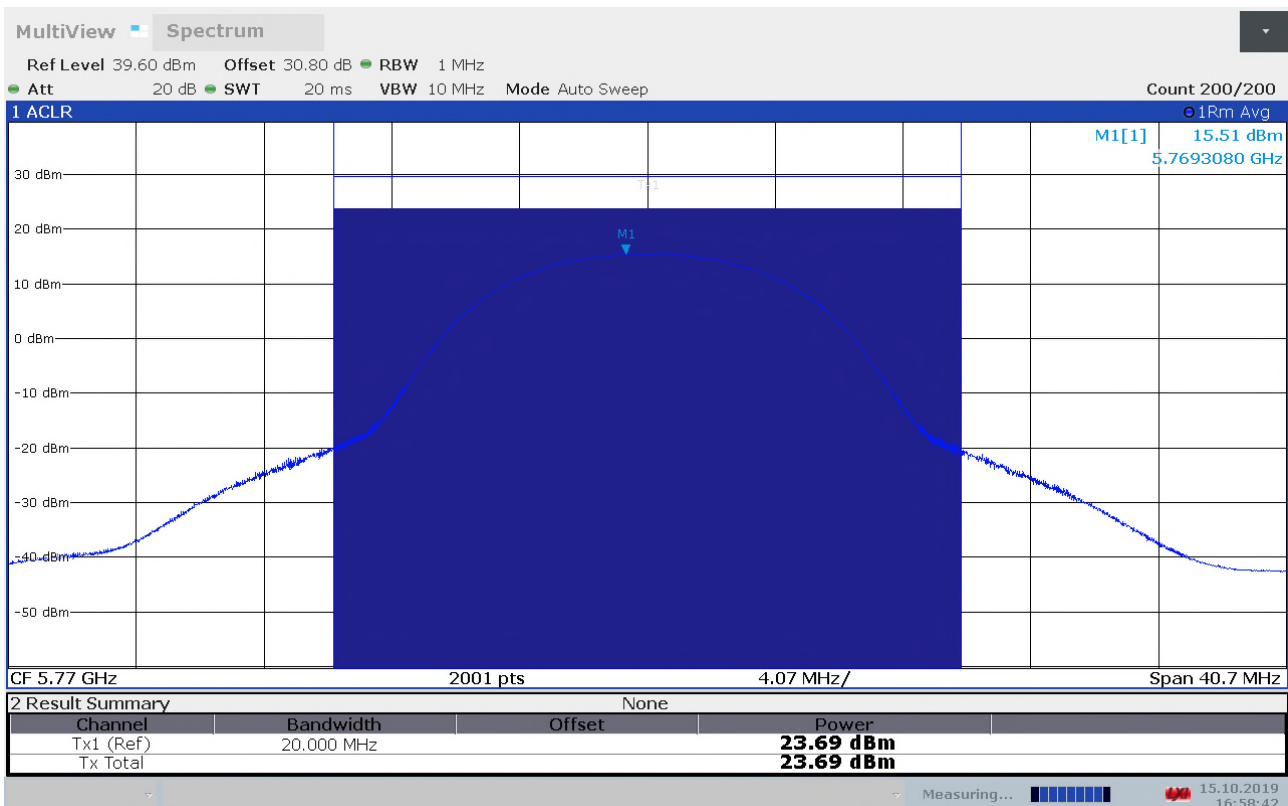 MultiView Spectrum
Ref Level 39.60 dBm Offset 30.80 dB RBW 1 MHz
Att 20 dB SWT 20 ms VBW 10 MHz Mode Auto Sweep Count 200/200
1 ACLR 1Rm Avg
M1[1] 15.51 dBm
5.7693080 GHz
30 dBm
Tx1
20 dBm
M1
10 dBm
0 dBm
-10 dBm
-20 dBm
-30 dBm
-40 dBm
-50 dBm
CF 5.77 GHz 2001 pts 4.07 MHz/ Span 40.7 MHz
2 Result Summary None
Channel Bandwidth Offset Power
Tx1 (Ref) 20.000 MHz 23.69 dBm
Tx Total 23.69 dBm
Measuring... 15.10.2019
16:58:42